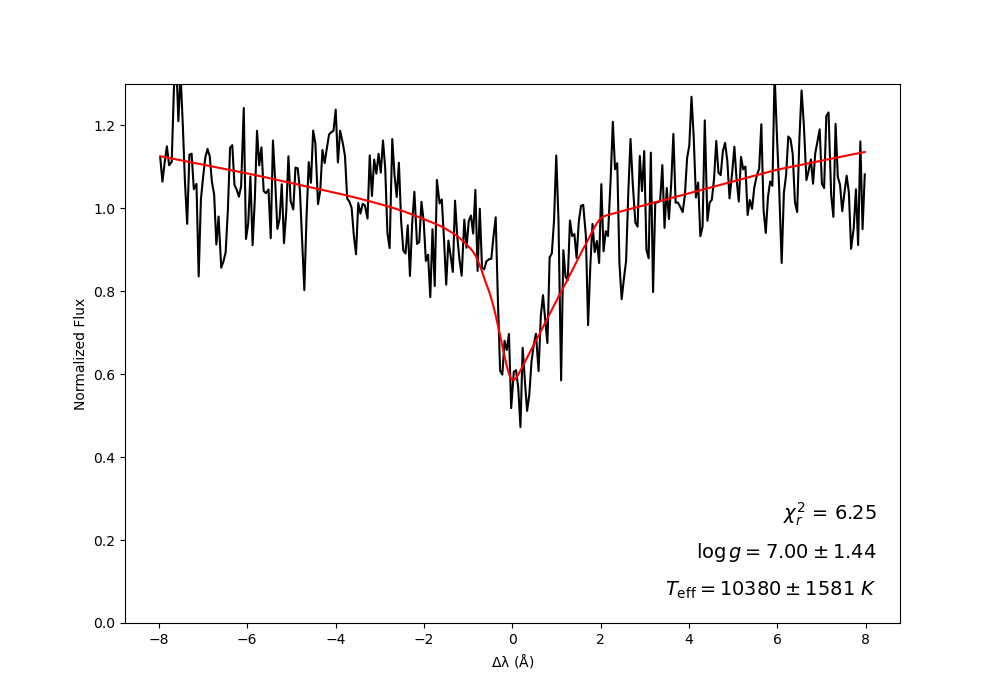 1.2
1.0
0.8
0.6
0.4
0.2
0.0
Normalized Flux
χ²ᵣ = 6.25
log g = 7.00 ± 1.44
T_eff = 10380 ± 1581 K
−8 −6 −4 −2 0 2 4 6 8
Δλ (Å)